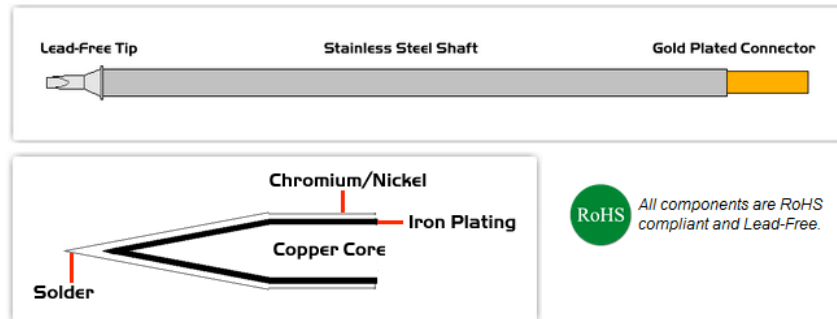 Lead-Free Tip
Stainless Steel Shaft
Gold Plated Connector
Chromium/Nickel
Iron Plating
Copper Core
Solder
RoHS
All components are RoHS
compliant and Lead-Free.